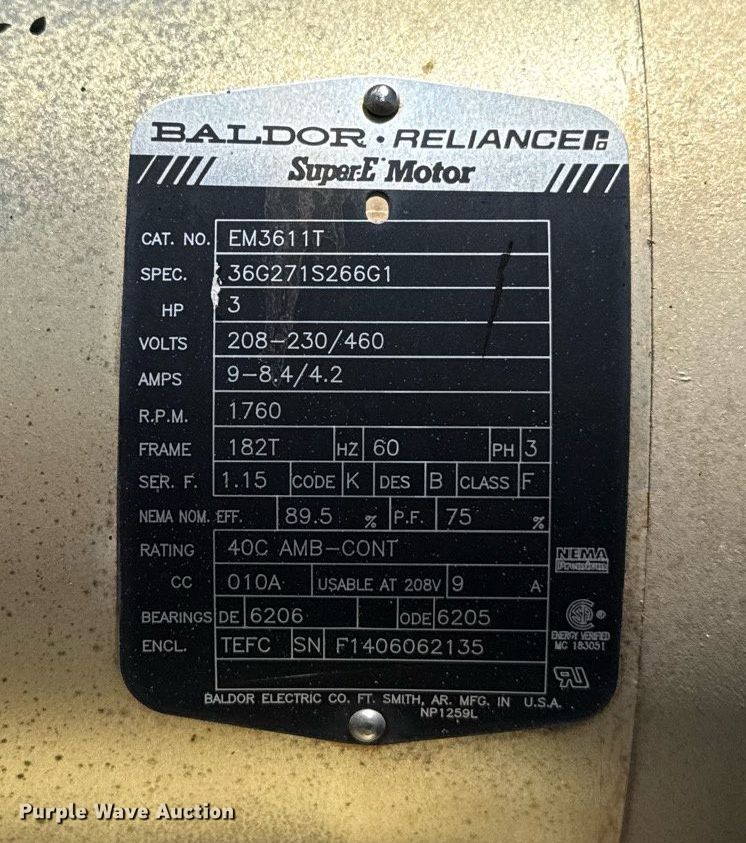 BALDOR · RELIANCE
Super-E Motor
CAT. NO. EM3611T
SPEC. 36G271S266G1
HP 3
VOLTS 208-230/460
AMPS 9-8.4/4.2
R.P.M. 1760
FRAME 182T HZ 60 PH 3
SER. F. 1.15 CODE K DES B CLASS F
NEMA NOM. EFF. 89.5 % P.F. 75 %
RATING 40C AMB-CONT
NEMA
Premium
CC 010A USABLE AT 208V 9 A
BEARINGS DE 6206 ODE 6205
ENERGY VERIFIED
MC 183051
ENCL. TEFC SN F1406062135
BALDOR ELECTRIC CO. FT. SMITH, AR. MFG. IN U.S.A.
NP1259L
Purple Wave Auction